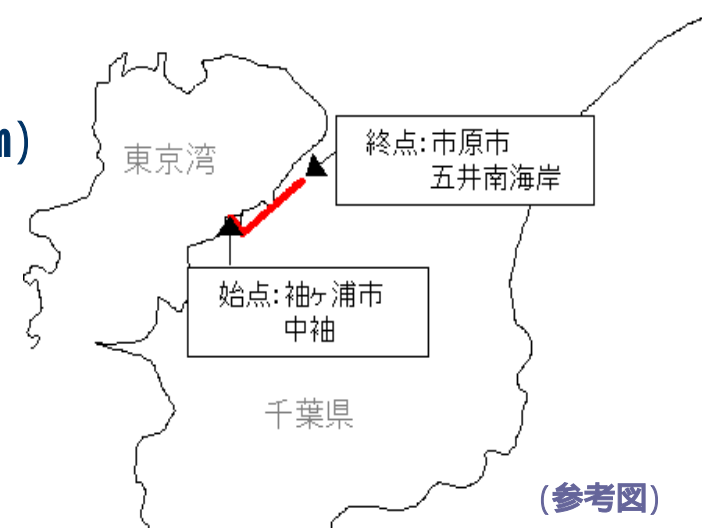 m)
東京湾
終点:市原市
五井南海岸
始点:袖ヶ浦市
中袖
千葉県
(参考図)